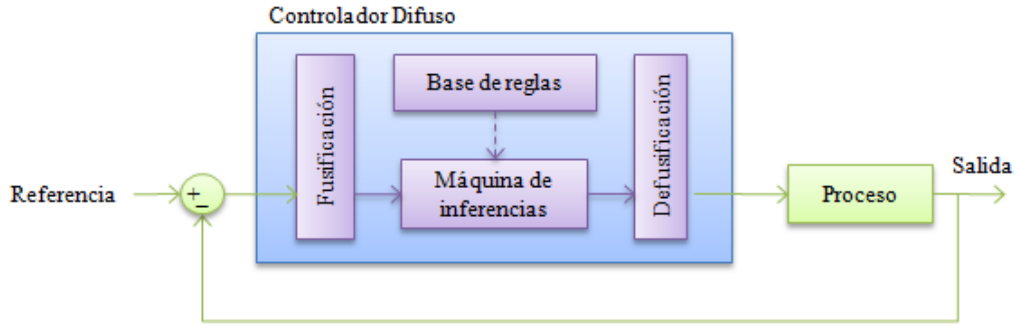 Controlador Difuso
Referencia
+
_
Fusificación
Base de reglas
Máquina de
inferencias
Defusificación
Proceso
Salida